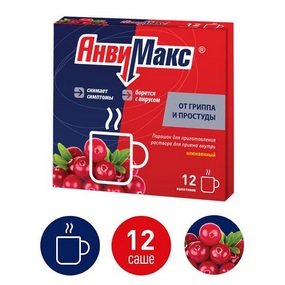 АнвиМакс®
снимает
симптомы
борется
с вирусом
ОТ ГРИППА
И ПРОСТУДЫ
Порошок для приготовления
раствора для приема внутрь
клюквенный
12
пакетиков
12
саше